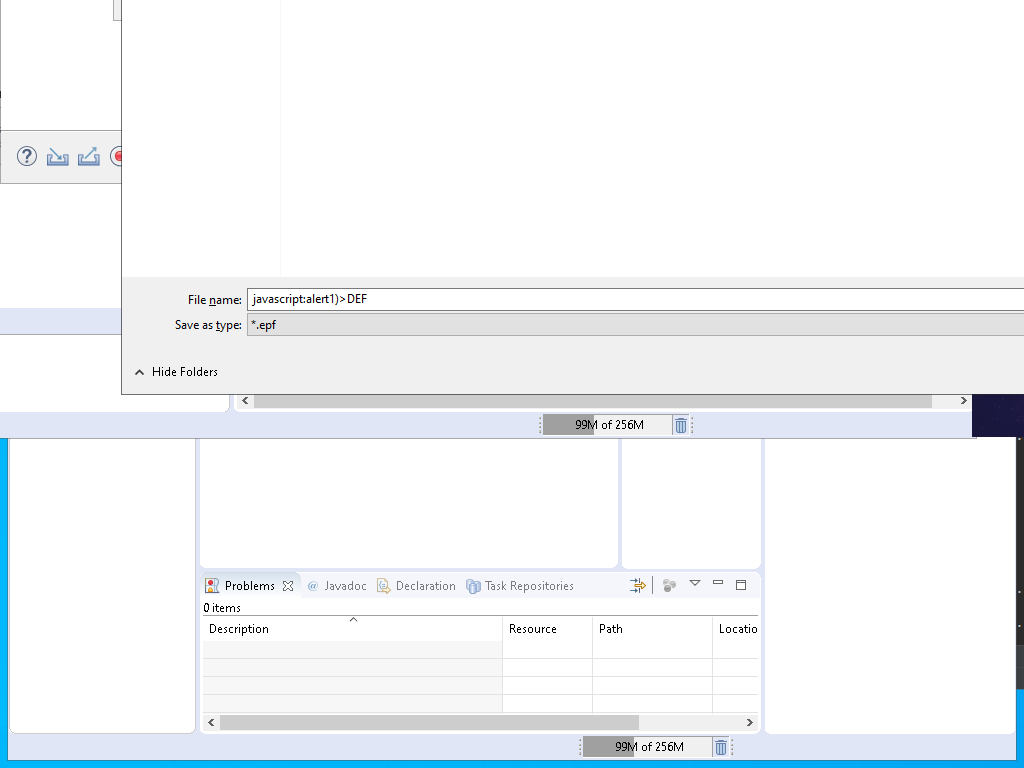 File name: javascript:alert1)>DEF
Save as type: *.epf
Hide Folders
99M of 256M
Problems @ Javadoc Declaration Task Repositories
0 items
Description Resource Path Locatio
99M of 256M